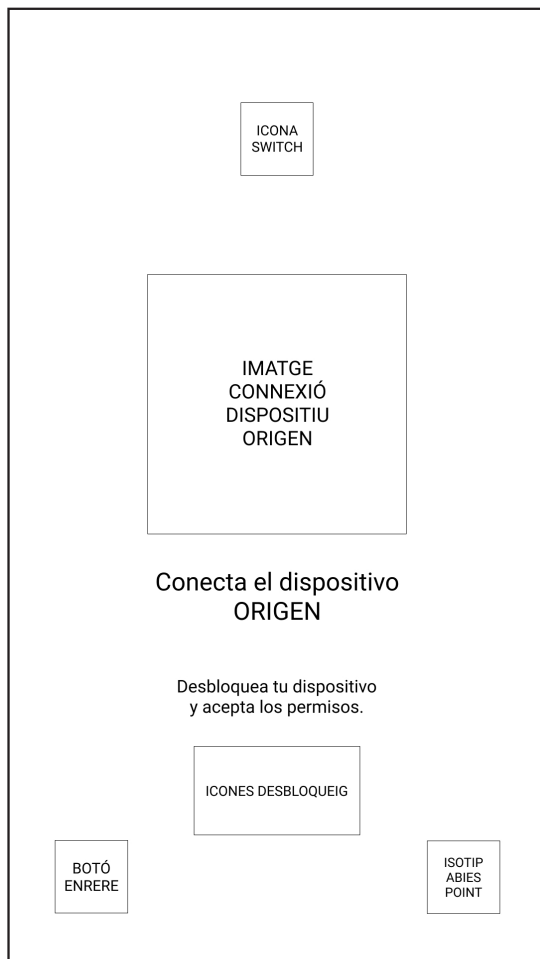 ICONA
SWITCH
IMATGE
CONNEXIÓ
DISPOSITIU
ORIGEN
Conecta el dispositivo
ORIGEN
Desbloquea tu dispositivo
y acepta los permisos.
ICONES DESBLOQUEIG
BOTÓ
ENRERE
ISOTIP
ABIES
POINT